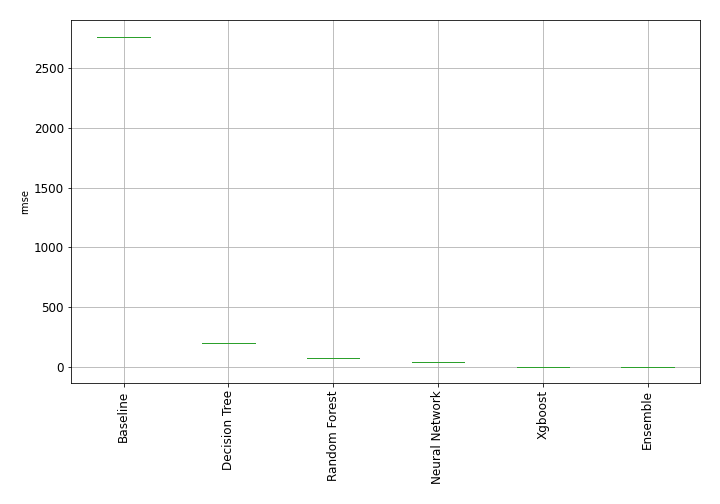 2500
2000
1500
1000
500
0
rmse
Baseline
Decision Tree
Random Forest
Neural Network
Xgboost
Ensemble